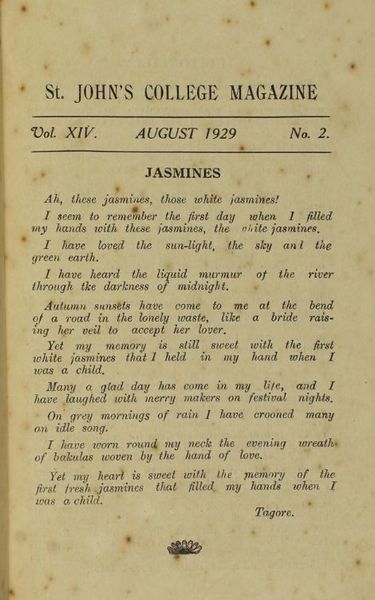 St. JOHN'S COLLEGE MAGAZINE
Vol. XIV. AUGUST 1929 No. 2.
JASMINES
Ah, these jasmines, those white jasmines!
I seem to remember the first day when I filled
my hands with these jasmines, the white jasmines.
I have loved the sun-light, the sky and the
green earth.
I have heard the liquid murmur of the river
through tke darkness of midnight.
Autumn sunsets have come to me at the bend
of a road in the lonely waste, like a bride rais-
ing her veil to accept her lover.
Yet my memory is still sweet with the first
white jasmines that I held in my hand when I
was a child.
Many a glad day has come in my life, and I
have laughed with merry makers on festival nights.
On grey mornings of rain I have crooned many
an idle song.
I have worn round my neck the evening wreath
of bakulas woven by the hand of love.
Yet my heart is sweet with the memory of the
first fresh jasmines that filled my hands when I
was a child.
Tagore.